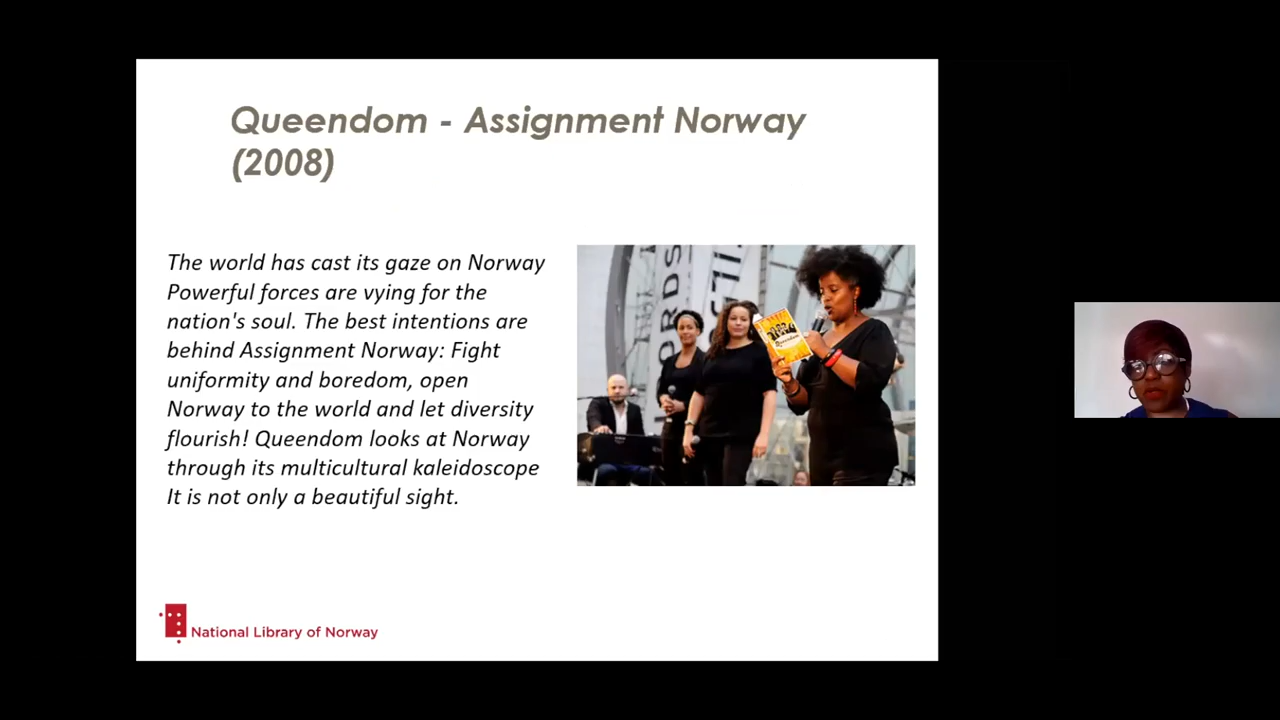 Queendom - Assignment Norway
(2008)
The world has cast its gaze on Norway
Powerful forces are vying for the
nation's soul. The best intentions are
behind Assignment Norway: Fight
uniformity and boredom, open
Norway to the world and let diversity
flourish! Queendom looks at Norway
through its multicultural kaleidoscope
It is not only a beautiful sight.
Queendom
National Library of Norway